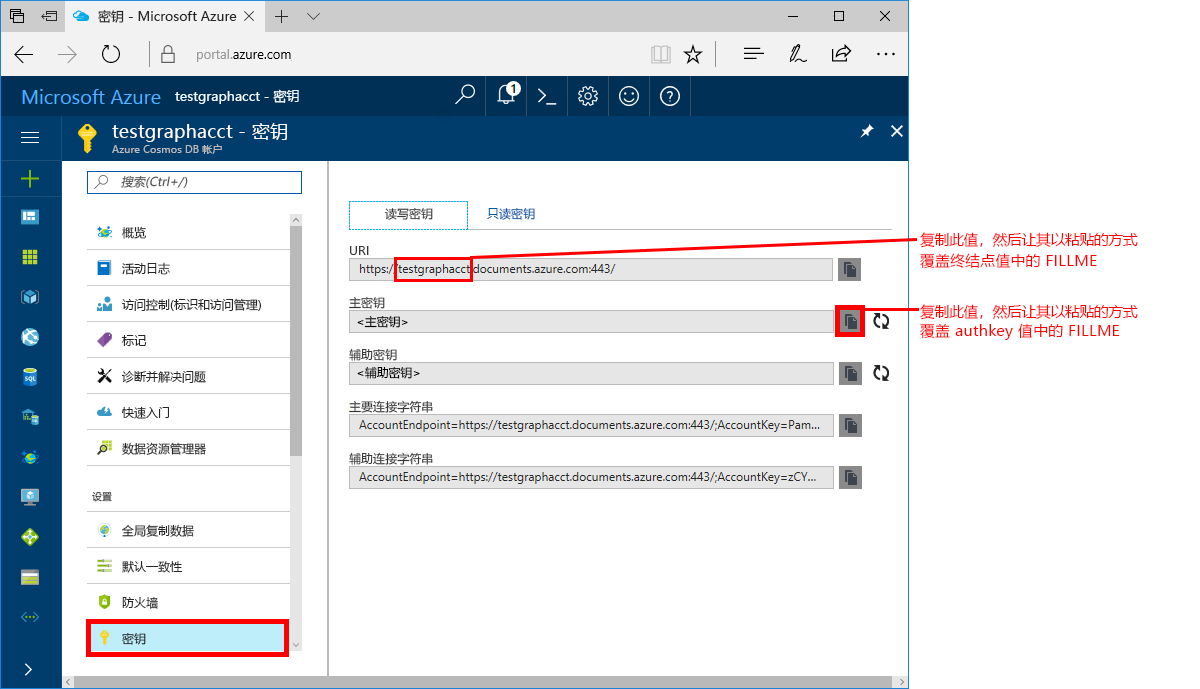 密钥 - Microsoft Azure
portal.azure.com
Microsoft Azure testgraphacct - 密钥
1
testgraphacct - 密钥
Azure Cosmos DB 帐户
搜索(Ctrl+/)
概览
活动日志
访问控制(标识和访问管理)
标记
诊断并解决问题
快速入门
数据资源管理器
设置
全局复制数据
默认一致性
防火墙
密钥
读写密钥 只读密钥
URI
https://testgraphacct.documents.azure.com:443/
主密钥
<主密钥>
辅助密钥
<辅助密钥>
主要连接字符串
AccountEndpoint=https://testgraphacct.documents.azure.com:443/;AccountKey=Pam...
辅助连接字符串
AccountEndpoint=https://testgraphacct.documents.azure.com:443/;AccountKey=zCY...
复制此值，然后让其以粘贴的方式
覆盖终结点值中的 FILLME
复制此值，然后让其以粘贴的方式
覆盖 authkey 值中的 FILLME
SQL